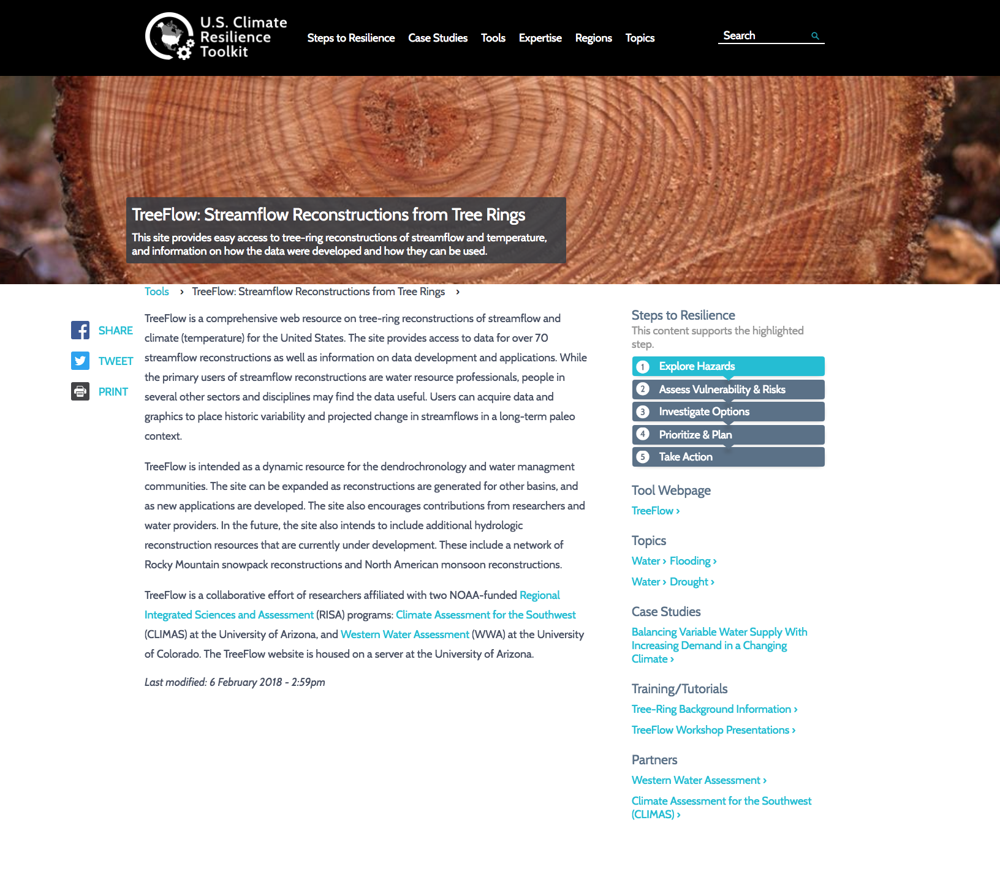 U.S. Climate
Resilience
Toolkit
Steps to Resilience
Case Studies
Tools
Expertise
Regions
Topics
Search
TreeFlow: Streamflow Reconstructions from Tree Rings
This site provides easy access to tree-ring reconstructions of streamflow and temperature,
and information on how the data were developed and how they can be used.
Tools › TreeFlow: Streamflow Reconstructions from Tree Rings ›
SHARE
TWEET
PRINT
TreeFlow is a comprehensive web resource on tree-ring reconstructions of streamflow and
climate (temperature) for the United States. The site provides access to data for over 70
streamflow reconstructions as well as information on data development and applications. While
the primary users of streamflow reconstructions are water resource professionals, people in
several other sectors and disciplines may find the data useful. Users can acquire data and
graphics to place historic variability and projected change in streamflows in a long-term paleo
context.
TreeFlow is intended as a dynamic resource for the dendrochronology and water managment
communities. The site can be expanded as reconstructions are generated for other basins, and
as new applications are developed. The site also encourages contributions from researchers and
water providers. In the future, the site also intends to include additional hydrologic
reconstruction resources that are currently under development. These include a network of
Rocky Mountain snowpack reconstructions and North American monsoon reconstructions.
TreeFlow is a collaborative effort of researchers affiliated with two NOAA-funded Regional
Integrated Sciences and Assessment (RISA) programs: Climate Assessment for the Southwest
(CLIMAS) at the University of Arizona, and Western Water Assessment (WWA) at the University
of Colorado. The TreeFlow website is housed on a server at the University of Arizona.
Last modified: 6 February 2018 - 2:59pm
Steps to Resilience
This content supports the highlighted
step.
1 Explore Hazards
2 Assess Vulnerability & Risks
3 Investigate Options
4 Prioritize & Plan
5 Take Action
Tool Webpage
TreeFlow ›
Topics
Water › Flooding ›
Water › Drought ›
Case Studies
Balancing Variable Water Supply With
Increasing Demand in a Changing
Climate ›
Training/Tutorials
Tree-Ring Background Information ›
TreeFlow Workshop Presentations ›
Partners
Western Water Assessment ›
Climate Assessment for the Southwest
(CLIMAS) ›